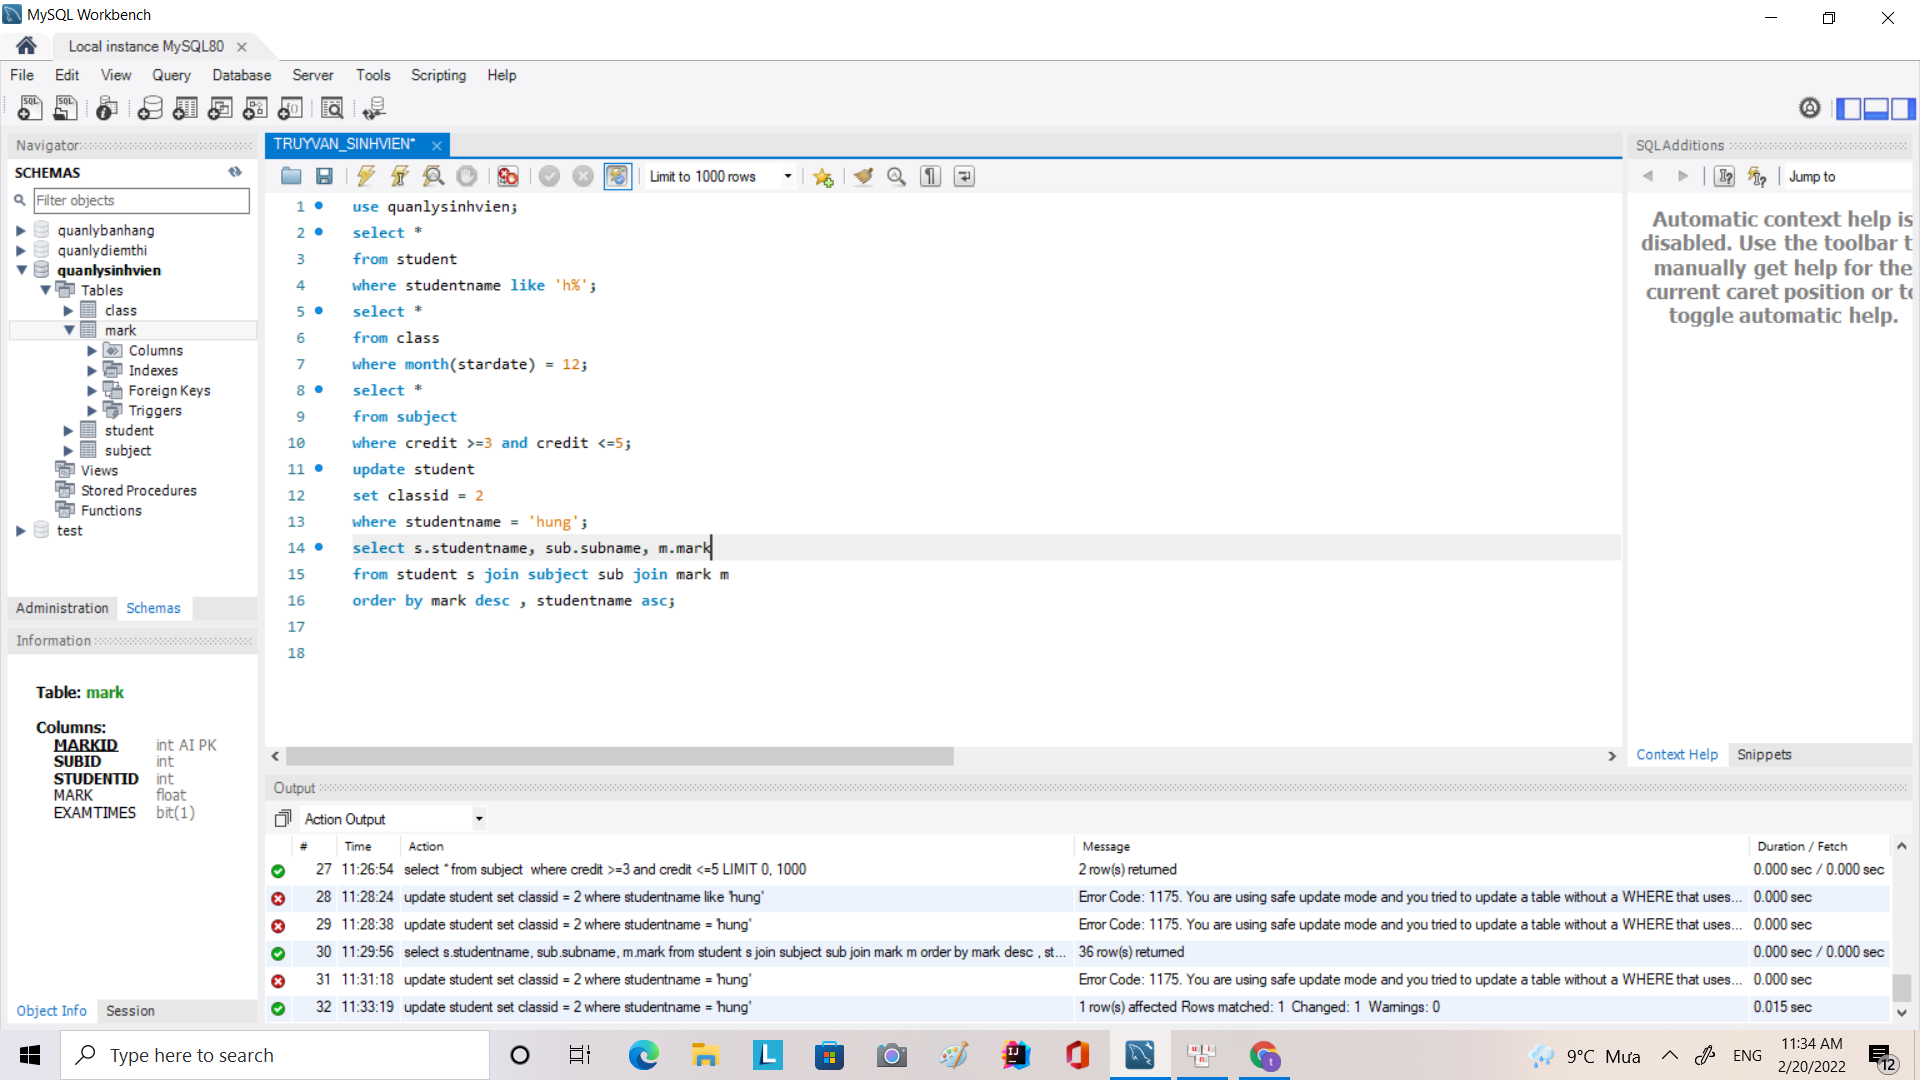 MySQL Workbench
Local instance MySQL80
File Edit View Query Database Server Tools Scripting Help
Navigator
SCHEMAS
Filter objects
quanlybanhang
quanlydiemthi
quanlysinhvien
Tables
class
mark
Columns
Indexes
Foreign Keys
Triggers
student
subject
Views
Stored Procedures
Functions
test
Administration Schemas
Information
Table: mark
Columns:
MARKID int AI PK
SUBID int
STUDENTID int
MARK float
EXAMTIMES bit(1)
Object Info Session
TRUYVAN_SINHVIEN*
Limit to 1000 rows
1 use quanlysinhvien;
2 select *
3 from student
4 where studentname like 'h%';
5 select *
6 from class
7 where month(stardate) = 12;
8 select *
9 from subject
10 where credit >=3 and credit <=5;
11 update student
12 set classid = 2
13 where studentname = 'hung';
14 select s.studentname, sub.subname, m.mark
15 from student s join subject sub join mark m
16 order by mark desc , studentname asc;
17
18
SQLAdditions
Jump to
Automatic context help is
disabled. Use the toolbar t
manually get help for the
current caret position or to
toggle automatic help.
Context Help Snippets
Output
Action Output
# Time Action Message Duration / Fetch
27 11:26:54 select * from subject where credit >=3 and credit <=5 LIMIT 0, 1000 2 row(s) returned 0.000 sec / 0.000 sec
28 11:28:24 update student set classid = 2 where studentname like 'hung' Error Code: 1175. You are using safe update mode and you tried to update a table without a WHERE that uses... 0.000 sec
29 11:28:38 update student set classid = 2 where studentname = 'hung' Error Code: 1175. You are using safe update mode and you tried to update a table without a WHERE that uses... 0.000 sec
30 11:29:56 select s.studentname, sub.subname, m.mark from student s join subject sub join mark m order by mark desc , st... 36 row(s) returned 0.000 sec / 0.000 sec
31 11:31:18 update student set classid = 2 where studentname = 'hung' Error Code: 1175. You are using safe update mode and you tried to update a table without a WHERE that uses... 0.000 sec
32 11:33:19 update student set classid = 2 where studentname = 'hung' 1 row(s) affected Rows matched: 1 Changed: 1 Warnings: 0 0.015 sec
Type here to search
9°C Mưa
ENG
11:34 AM
2/20/2022
12